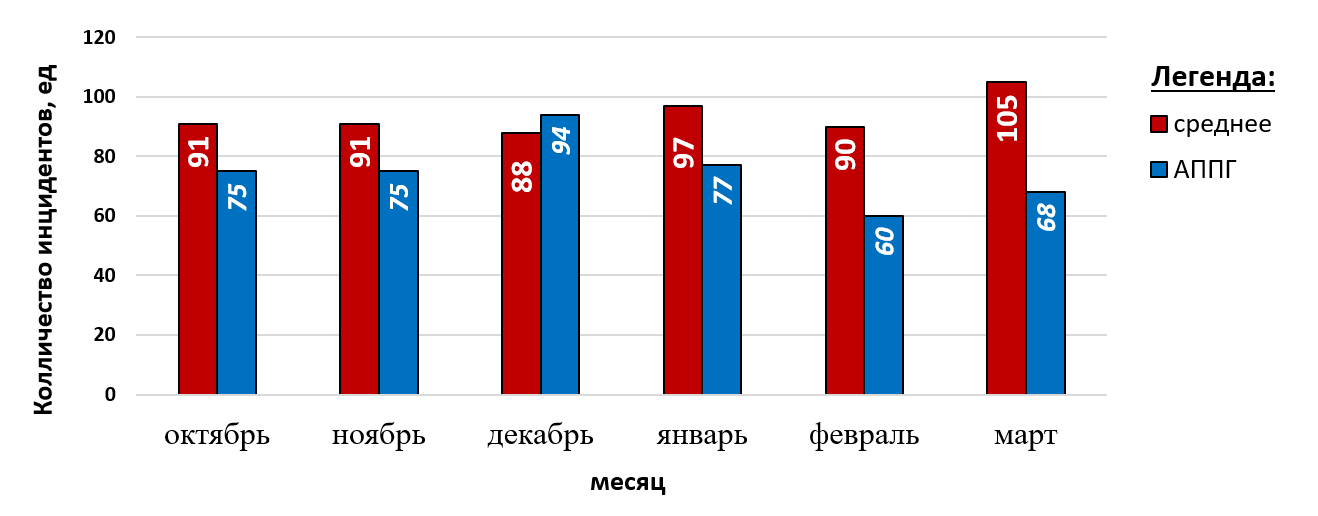 Колличество инцидентов, ед
120
100
80
60
40
20
0
91
75
91
75
88
94
97
77
90
60
105
68
октябрь
ноябрь
декабрь
январь
февраль
март
месяц
Легенда:
среднее
АППГ